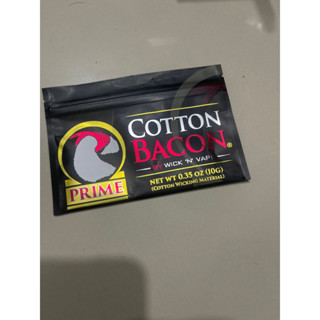 COTTON
BACON®
BY WICK 'N' VAPE
PRIME
NET WT 0.35 OZ (10G)
(COTTON WICKING MATERIAL)